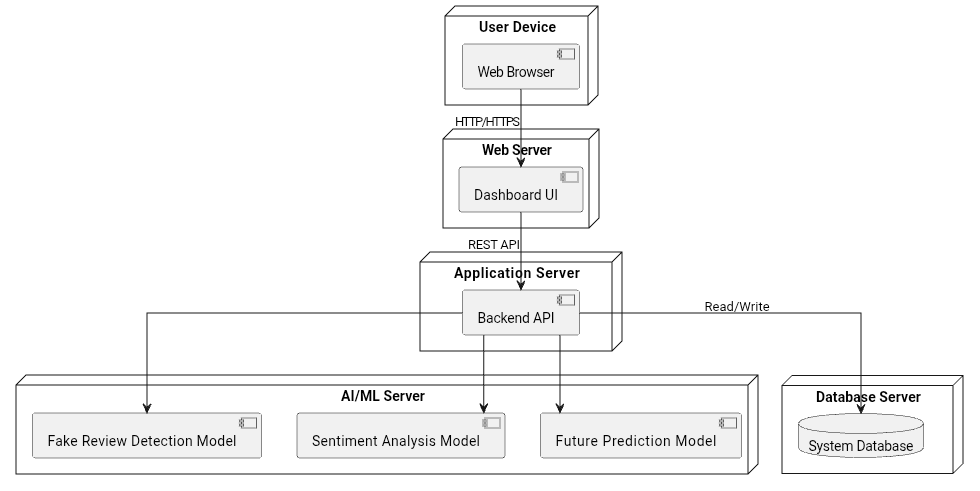 User Device
Web Browser
HTTP/HTTPS
Web Server
Dashboard UI
REST API
Application Server
Backend API
Read/Write
AI/ML Server
Database Server
Fake Review Detection Model
Sentiment Analysis Model
Future Prediction Model
System Database